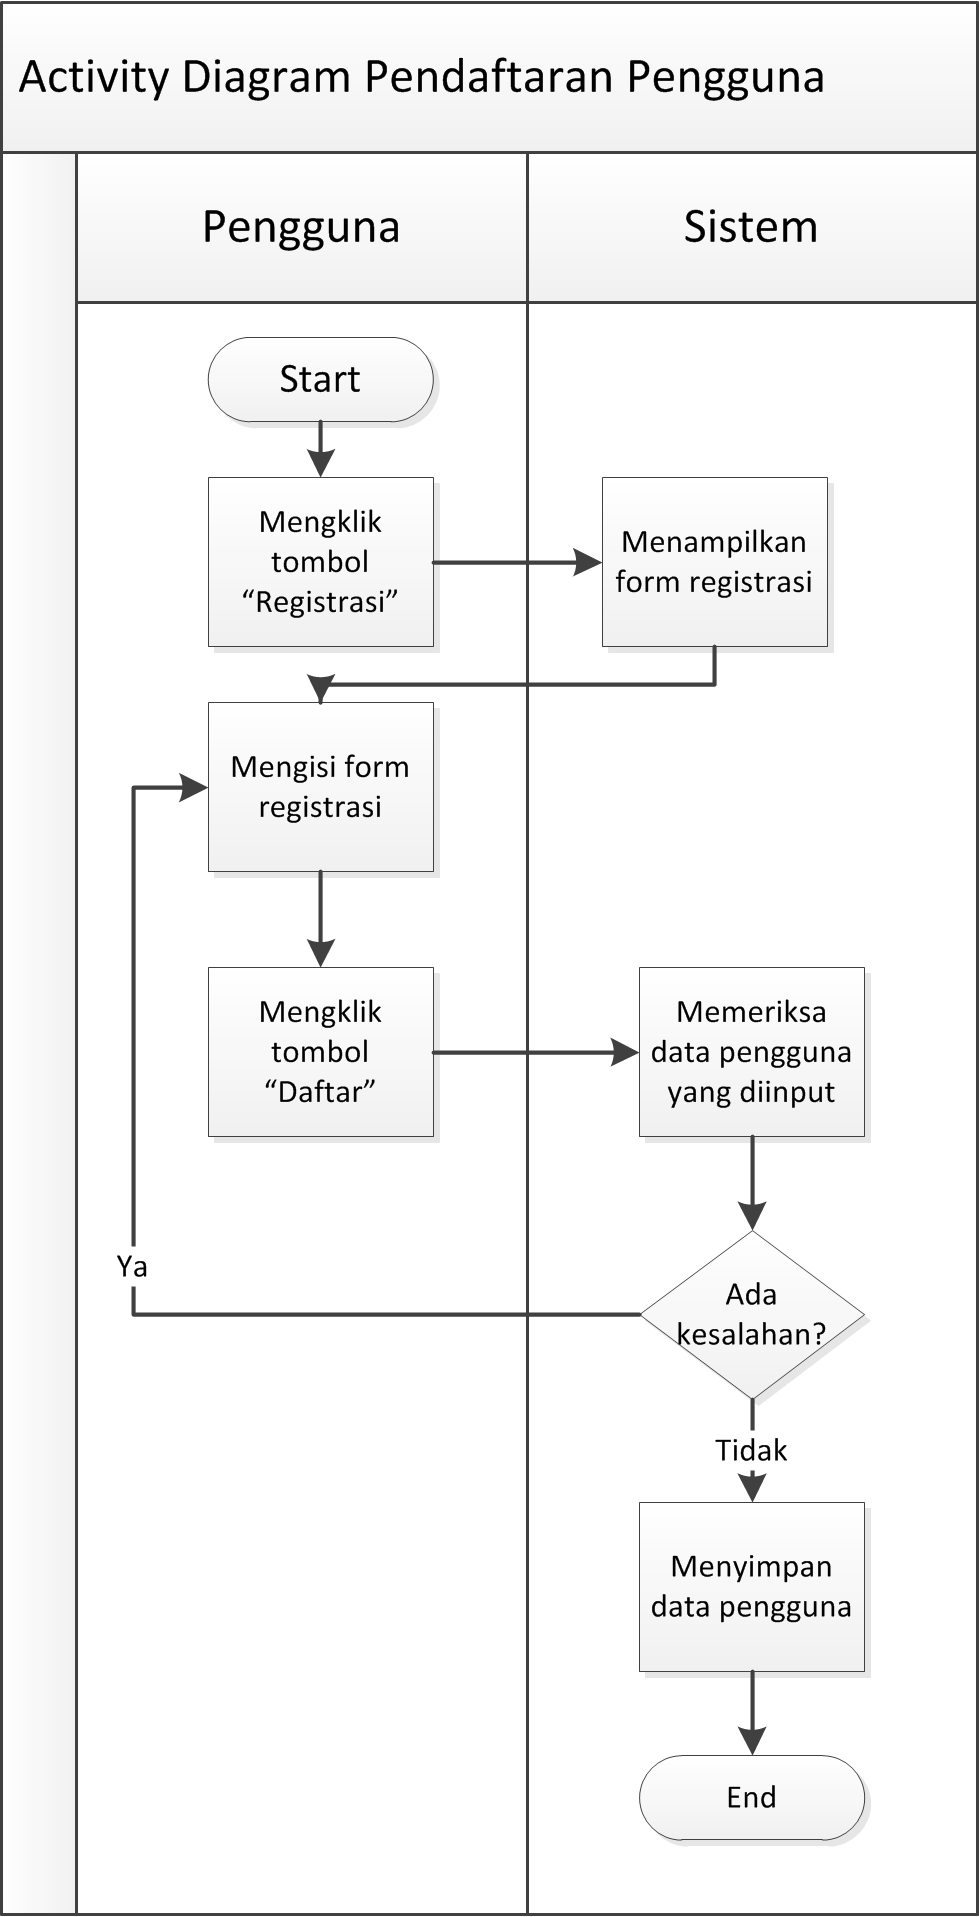 Activity Diagram Pendaftaran Pengguna
Pengguna
Sistem
Start
Mengklik
tombol
“Registrasi”
Menampilkan
form registrasi
Mengisi form
registrasi
Mengklik
tombol
“Daftar”
Memeriksa
data pengguna
yang diinput
Ya
Ada
kesalahan?
Tidak
Menyimpan
data pengguna
End